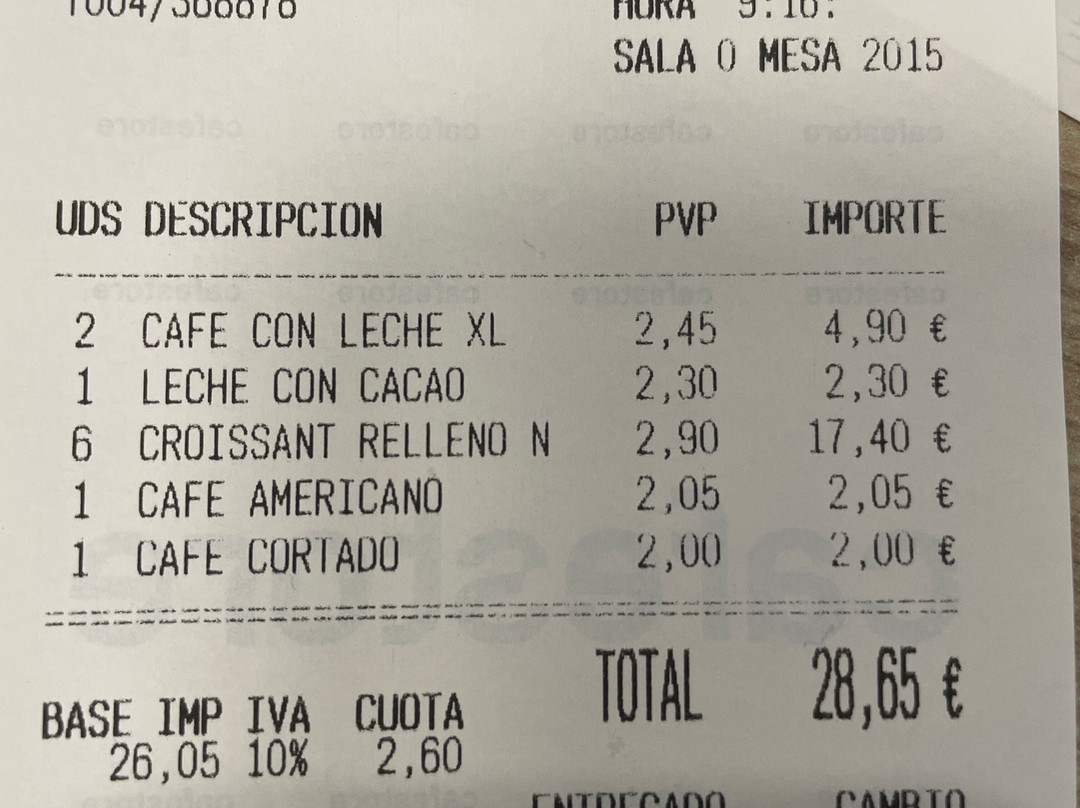 HORA 9:16:
SALA 0 MESA 2015
UDS DESCRIPCION PVP IMPORTE
2 CAFE CON LECHE XL 2,45 4,90 €
1 LECHE CON CACAO 2,30 2,30 €
6 CROISSANT RELLENO N 2,90 17,40 €
1 CAFE AMERICANO 2,05 2,05 €
1 CAFE CORTADO 2,00 2,00 €
TOTAL 28,65 €
BASE IMP IVA CUOTA
26,05 10% 2,60
ENTREGADO CAMBIO